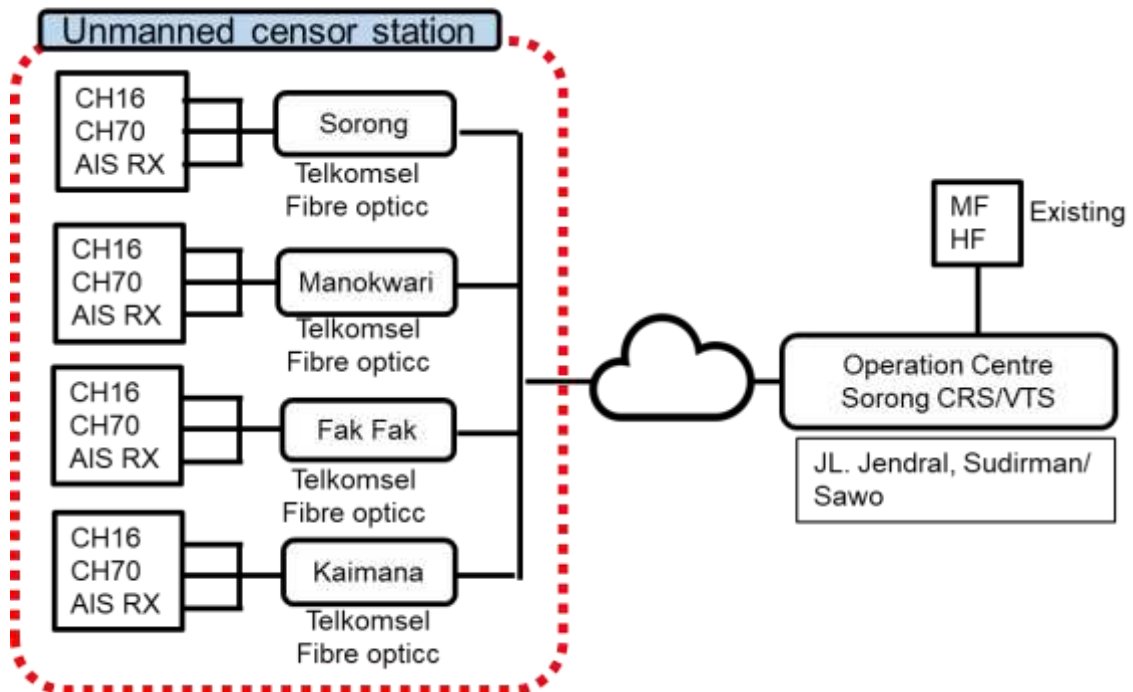 Unmanned censor station
CH16
CH70
AIS RX
Sorong
Telkomsel
Fibre opticc
CH16
CH70
AIS RX
Manokwari
Telkomsel
Fibre opticc
CH16
CH70
AIS RX
Fak Fak
Telkomsel
Fibre opticc
CH16
CH70
AIS RX
Kaimana
Telkomsel
Fibre opticc
MF
HF
Existing
Operation Centre
Sorong CRS/VTS
JL. Jendral, Sudirman/
Sawo